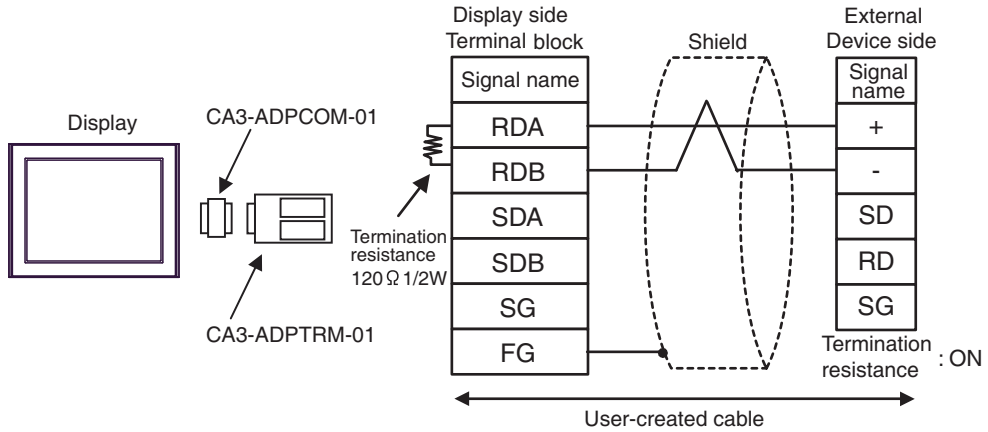 Display side
Terminal block
Signal name
RDA
RDB
SDA
SDB
SG
FG
Shield
External
Device side
Signal
name
+
-
SD
RD
SG
Termination
resistance
: ON
Display
CA3-ADPCOM-01
CA3-ADPTRM-01
Termination
resistance
120Ω 1/2W
User-created cable